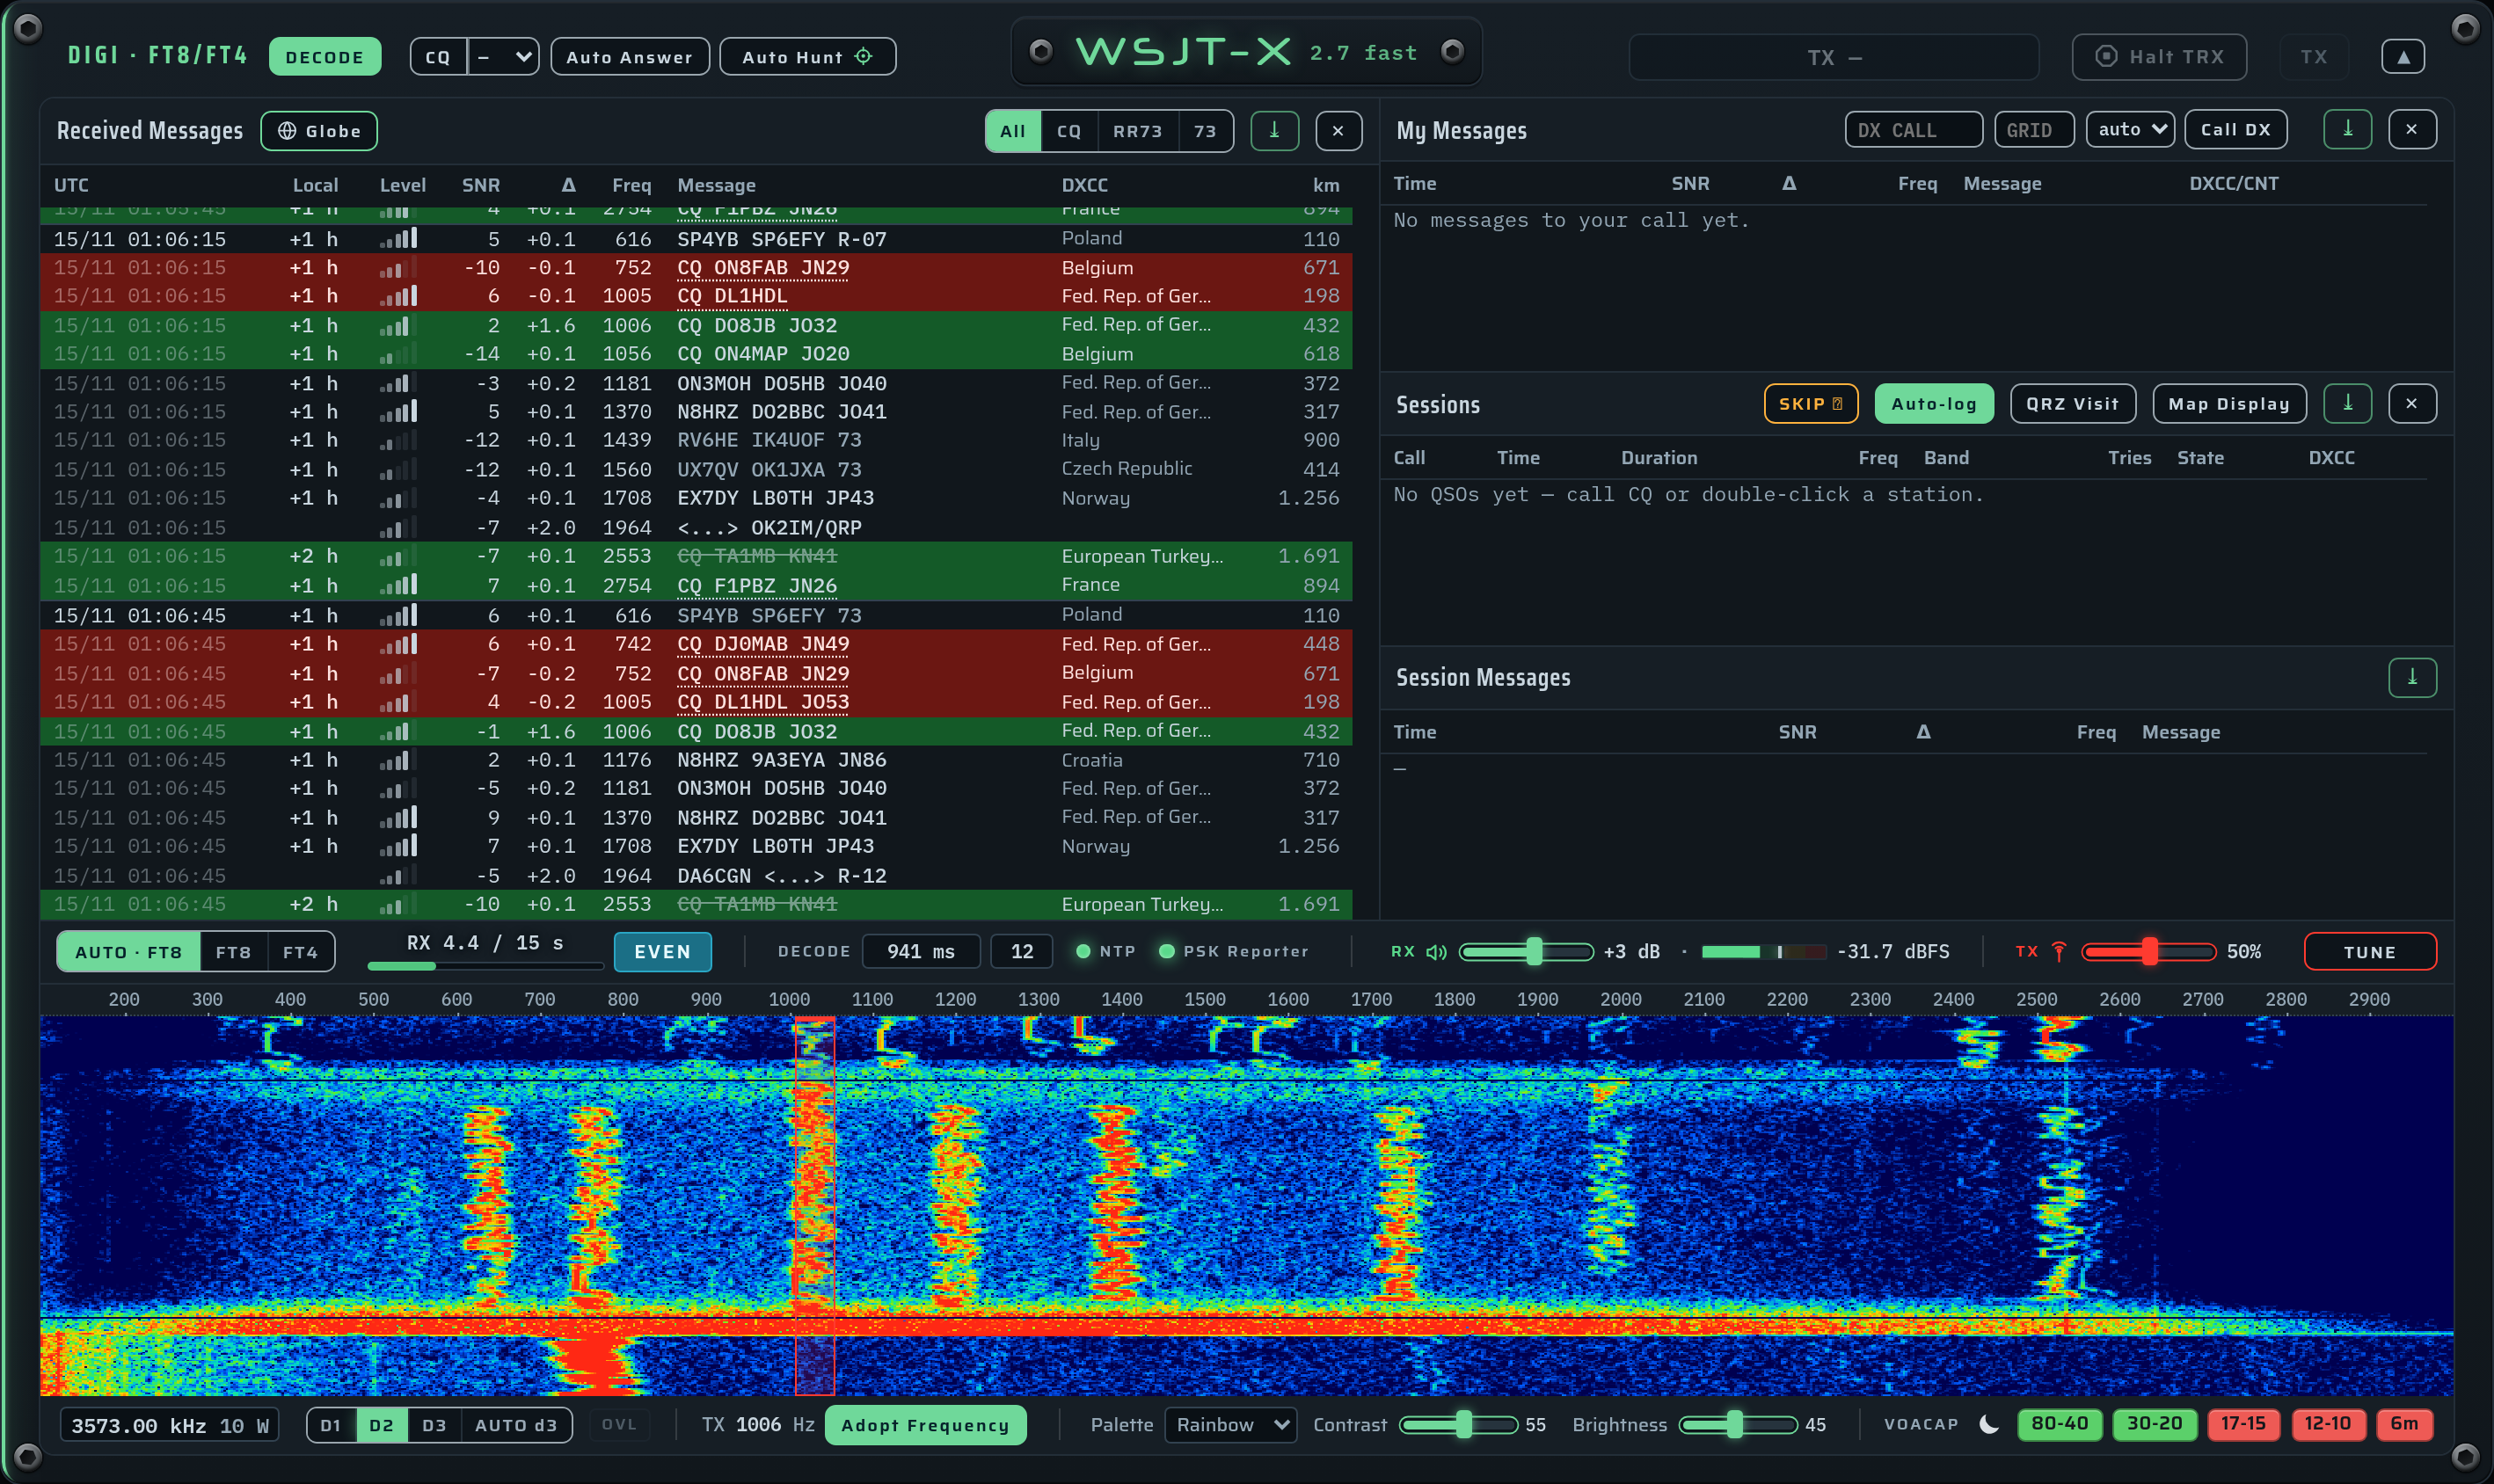 DIGI · FT8/FT4 DECODE CQ – Auto Answer Auto Hunt WSJT-X 2.7 fast TX – Halt TRX TX ▲
Received Messages Globe All CQ RR73 73 ⤓ ×
UTC Local Level SNR Δ Freq Message DXCC km
15/11 01:05:45 +1 h 4 +0.1 2754 CQ F1PBZ JN26 France 894
15/11 01:06:15 +1 h 5 +0.1 616 SP4YB SP6EFY R-07 Poland 110
15/11 01:06:15 +1 h -10 -0.1 752 CQ ON8FAB JN29 Belgium 671
15/11 01:06:15 +1 h 6 -0.1 1005 CQ DL1HDL Fed. Rep. of Ger... 198
15/11 01:06:15 +1 h 2 +1.6 1006 CQ DO8JB JO32 Fed. Rep. of Ger... 432
15/11 01:06:15 +1 h -14 +0.1 1056 CQ ON4MAP JO20 Belgium 618
15/11 01:06:15 +1 h -3 +0.2 1181 ON3MOH DO5HB JO40 Fed. Rep. of Ger... 372
15/11 01:06:15 +1 h 5 +0.1 1370 N8HRZ DO2BBC JO41 Fed. Rep. of Ger... 317
15/11 01:06:15 +1 h -12 +0.1 1439 RV6HE IK4UOF 73 Italy 900
15/11 01:06:15 +1 h -12 +0.1 1560 UX7QV OK1JXA 73 Czech Republic 414
15/11 01:06:15 +1 h -4 +0.1 1708 EX7DY LB0TH JP43 Norway 1.256
15/11 01:06:15 -7 +2.0 1964 <...> OK2IM/QRP
15/11 01:06:15 +2 h -7 +0.1 2553 CQ TA1MB KN41 European Turkey... 1.691
15/11 01:06:15 +1 h 7 +0.1 2754 CQ F1PBZ JN26 France 894
15/11 01:06:45 +1 h 6 +0.1 616 SP4YB SP6EFY 73 Poland 110
15/11 01:06:45 +1 h 6 +0.1 742 CQ DJ0MAB JN49 Fed. Rep. of Ger... 448
15/11 01:06:45 +1 h -7 -0.2 752 CQ ON8FAB JN29 Belgium 671
15/11 01:06:45 +1 h 4 -0.2 1005 CQ DL1HDL JO53 Fed. Rep. of Ger... 198
15/11 01:06:45 +1 h -1 +1.6 1006 CQ DO8JB JO32 Fed. Rep. of Ger... 432
15/11 01:06:45 +1 h 2 +0.1 1176 N8HRZ 9A3EYA JN86 Croatia 710
15/11 01:06:45 +1 h -5 +0.2 1181 ON3MOH DO5HB JO40 Fed. Rep. of Ger... 372
15/11 01:06:45 +1 h 9 +0.1 1370 N8HRZ DO2BBC JO41 Fed. Rep. of Ger... 317
15/11 01:06:45 +1 h 7 +0.1 1708 EX7DY LB0TH JP43 Norway 1.256
15/11 01:06:45 -5 +2.0 1964 DA6CGN <...> R-12
15/11 01:06:45 +2 h -10 +0.1 2553 CQ TA1MB KN41 European Turkey... 1.691
My Messages DX CALL GRID auto Call DX ⤓ ×
Time SNR Δ Freq Message DXCC/CNT
No messages to your call yet.
Sessions SKIP Auto-log QRZ Visit Map Display ⤓ ×
Call Time Duration Freq Band Tries State DXCC
No QSOs yet – call CQ or double-click a station.
Session Messages ⤓
Time SNR Δ Freq Message
–
AUTO · FT8 FT8 FT4 RX 4.4 / 15 s EVEN DECODE 941 ms 12 NTP PSK Reporter RX +3 dB · -31.7 dBFS TX 50% TUNE
200 300 400 500 600 700 800 900 1000 1100 1200 1300 1400 1500 1600 1700 1800 1900 2000 2100 2200 2300 2400 2500 2600 2700 2800 2900
3573.00 kHz 10 W D1 D2 D3 AUTO d3 OVL TX 1006 Hz Adopt Frequency Palette Rainbow Contrast 55 Brightness 45 VOACAP 80-40 30-20 17-15 12-10 6m